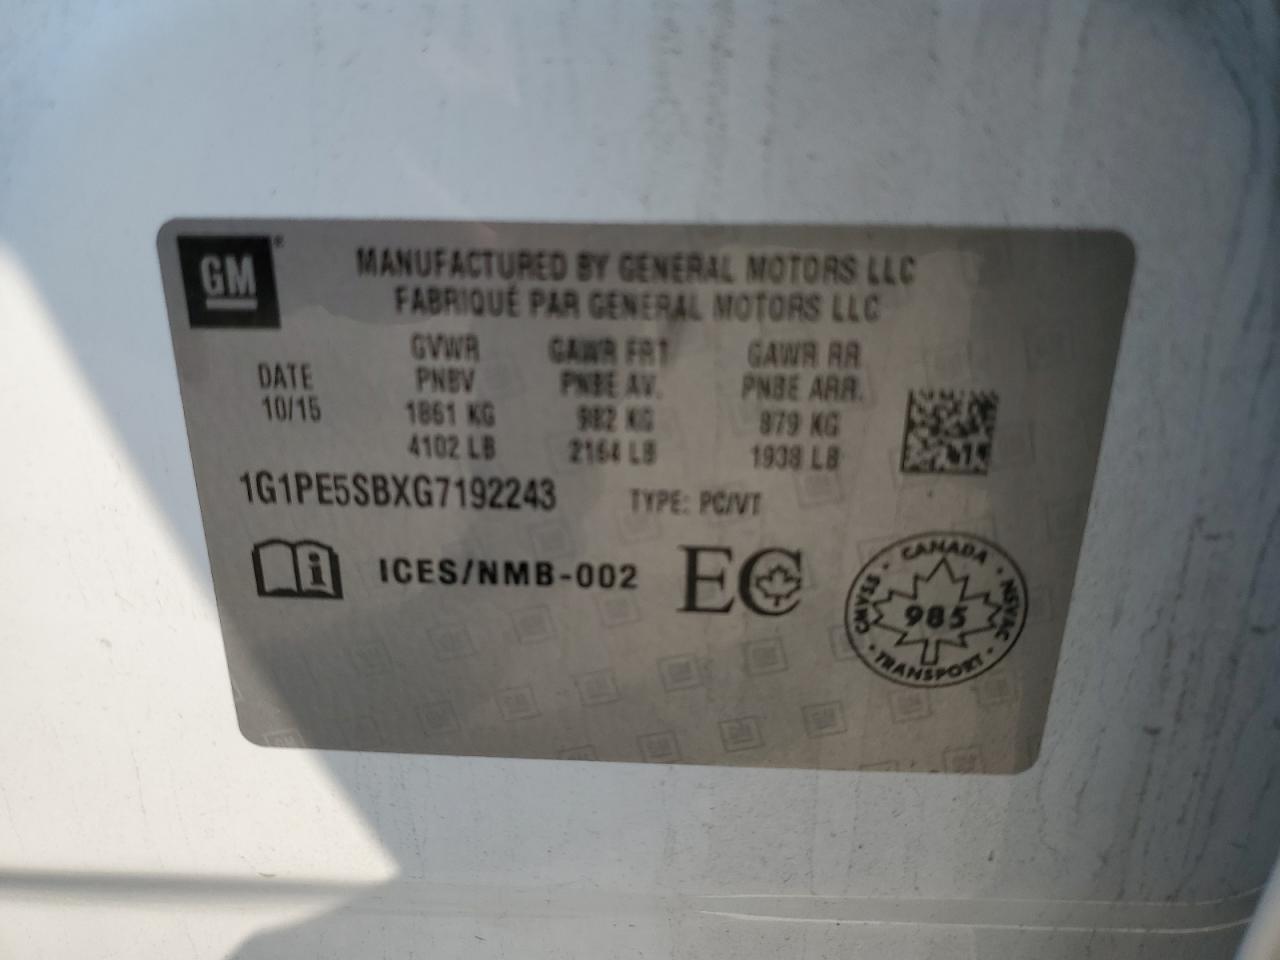 GM
MANUFACTURED BY GENERAL MOTORS LLC
FABRIQUÉ PAR GENERAL MOTORS LLC
DATE
10/15
GVWR
PNBV
1861 KG
4102 LB
GAWR FRT
PNBE AV.
982 KG
2164 LB
GAWR RR
PNBE ARR.
879 KG
1938 LB
1G1PE5SBXG7192243
TYPE: PC/VT
i
ICES/NMB-002
EC
CANADA
CMVSS
985
NSVAC
TRANSPORT